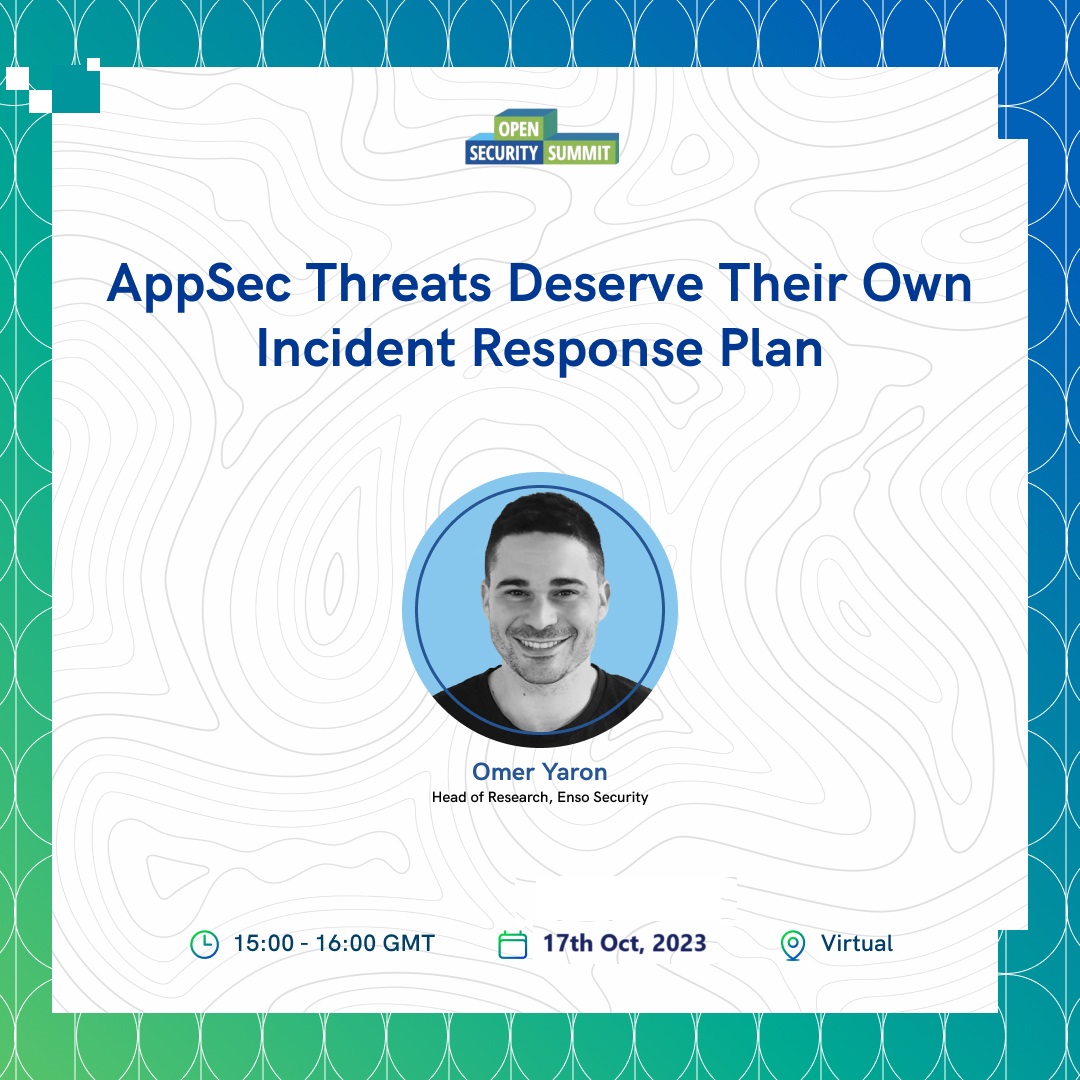 OPEN
SECURITY SUMMIT
AppSec Threats Deserve Their Own
Incident Response Plan
Omer Yaron
Head of Research, Enso Security
15:00 - 16:00 GMT
17th Oct, 2023
Virtual